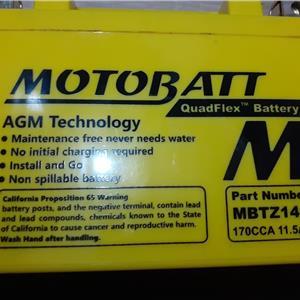 MOTOBATT
QuadFlex™ Battery
AGM Technology
• Maintenance free never needs water
• No initial charging required
• Install and Go
• Non spillable battery
M
California Proposition 65 Warning
battery posts, and the negative terminal, contain lead
and lead compounds, chemicals known to the State
of California to cause cancer and reproductive harm.
Wash Hand after handling.
Part Number
MBTZ14
170CCA 11.5